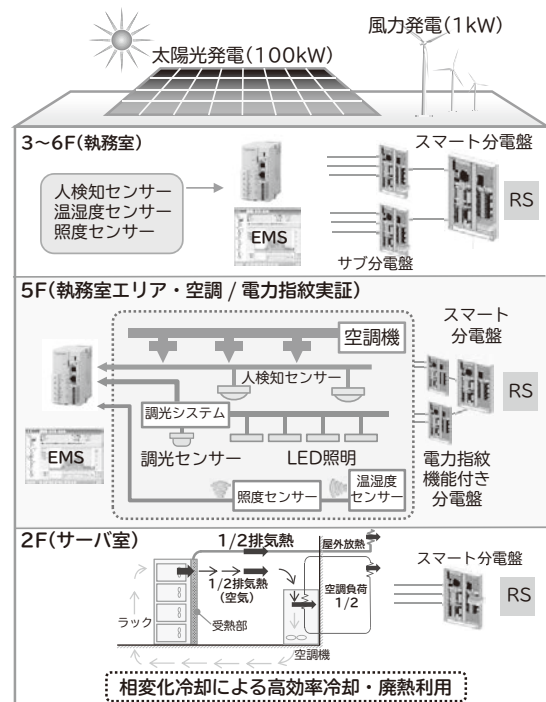 太陽光発電(100kW)
風力発電(1kW)
3~6F(執務室)
人検知センサー
温湿度センサー
照度センサー
EMS
スマート分電盤
サブ分電盤
RS
5F(執務室エリア・空調 / 電力指紋実証)
空調機
人検知センサー
調光システム
調光センサー
LED照明
照度センサー
温湿度
センサー
EMS
スマート
分電盤
RS
電力指紋
機能付き
分電盤
2F(サーバ室)
1/2排気熱
屋外放熱
1/2排気熱
(空気)
空調負荷
1/2
ラック
受熱部
空調機
スマート分電盤
RS
相変化冷却による高効率冷却・廃熱利用